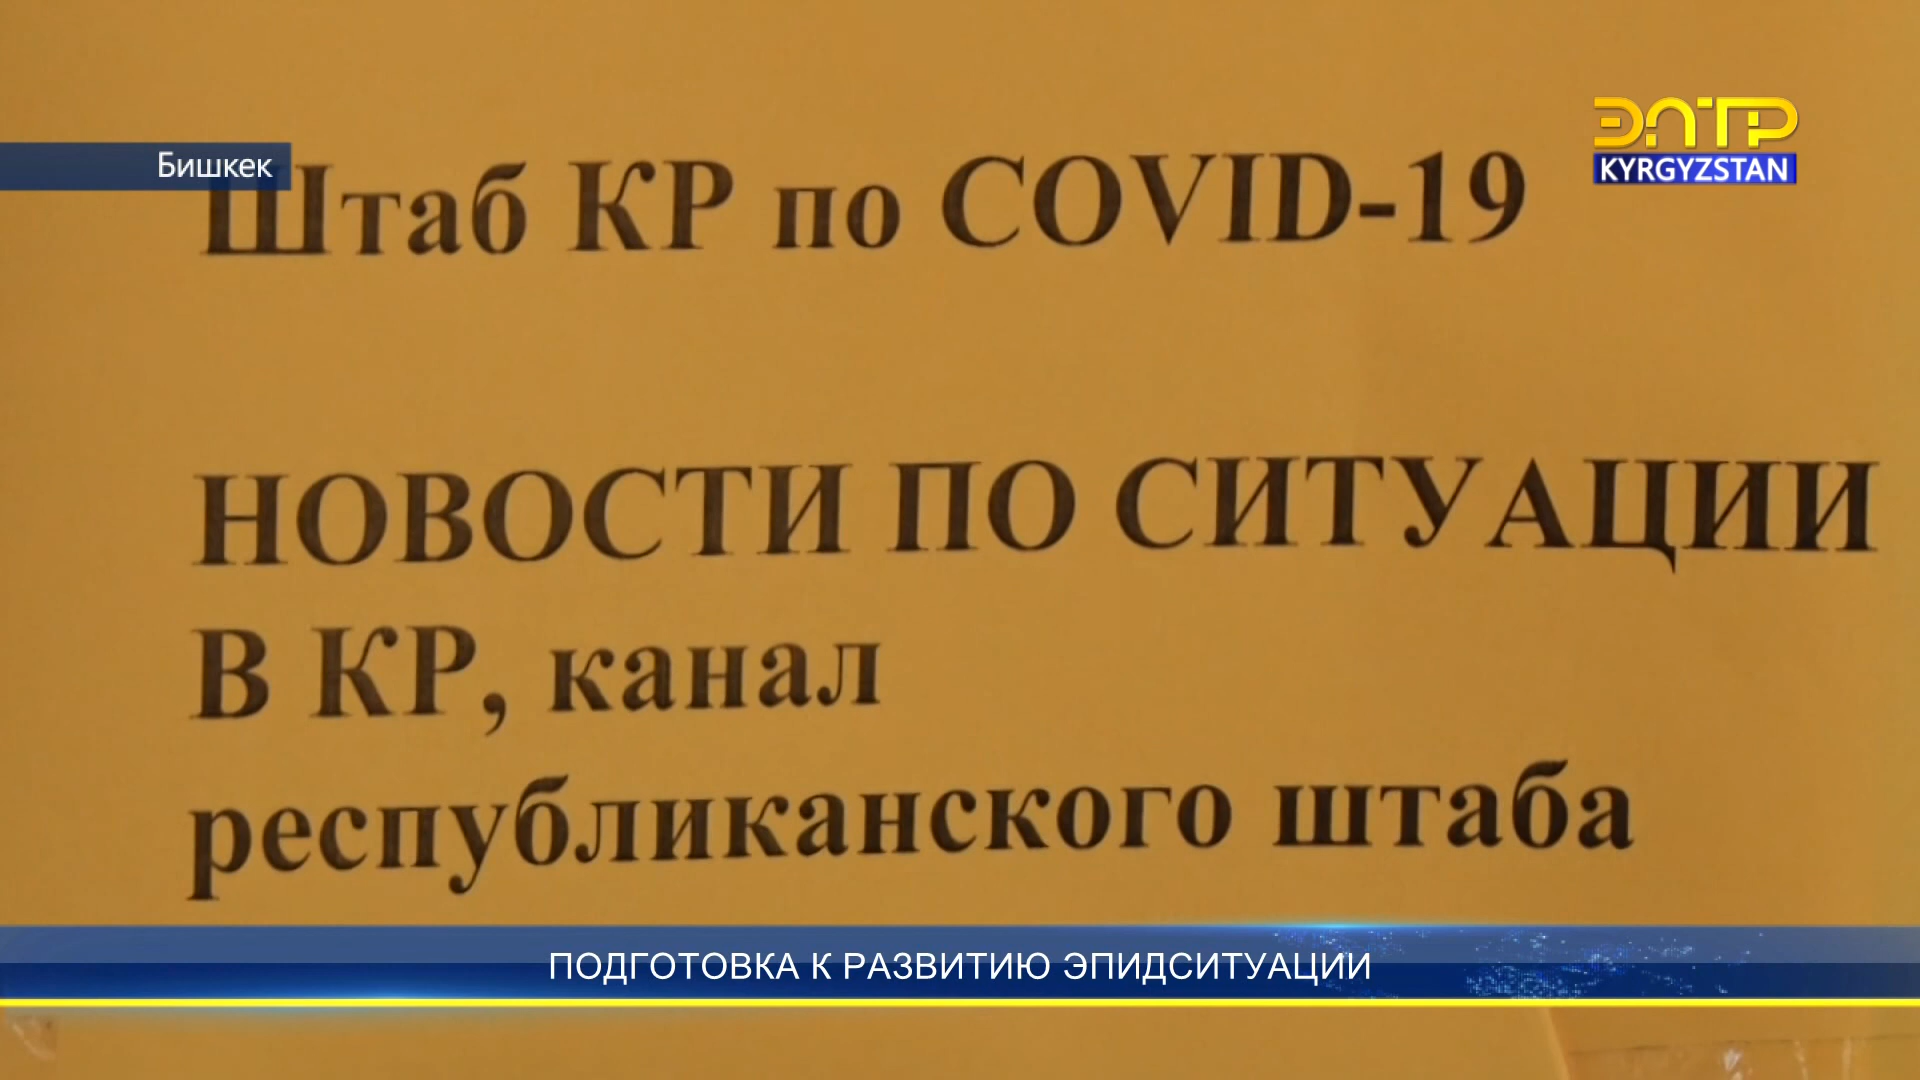 ЭЛТР
KYRGYZSTAN
Бишкек
Штаб КР по COVID-19
НОВОСТИ ПО СИТУАЦИИ
В КР, канал
республиканского штаба
ПОДГОТОВКА К РАЗВИТИЮ ЭПИДСИТУАЦИИ